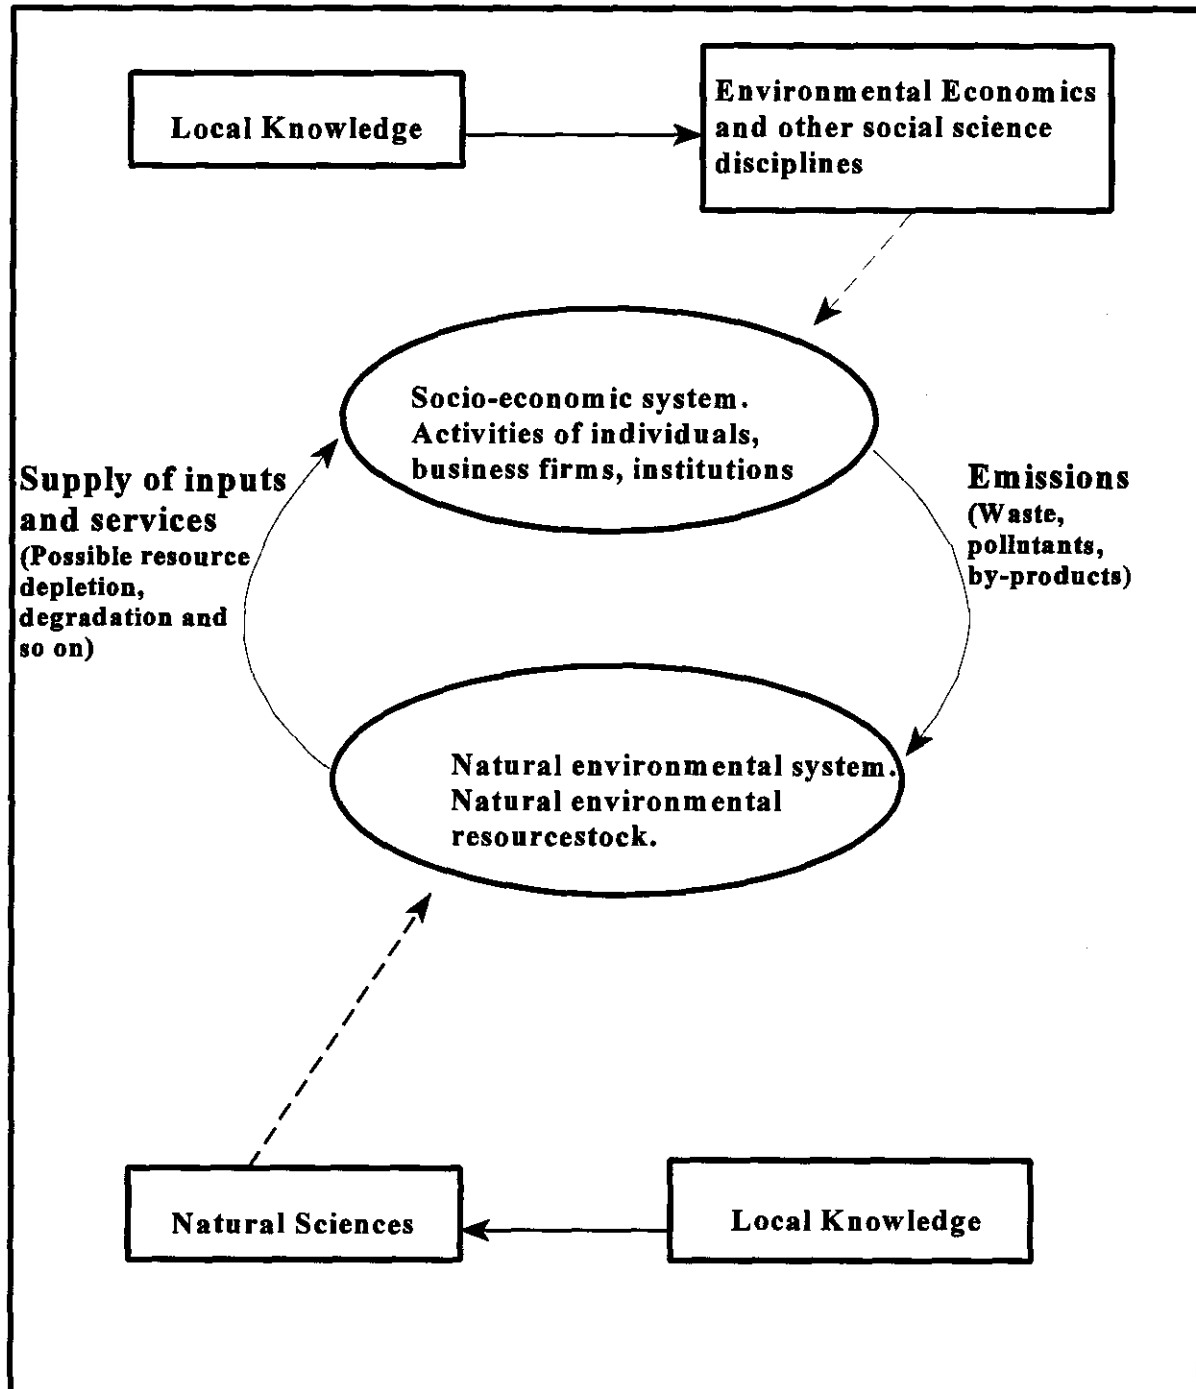 Local Knowledge
Environmental Economics
and other social science
disciplines
Socio-economic system.
Activities of individuals,
business firms, institutions
Supply of inputs
and services
(Possible resource
depletion,
degradation and
so on)
Emissions
(Waste,
pollutants,
by-products)
Natural environmental system.
Natural environmental
resourcestock.
Natural Sciences
Local Knowledge